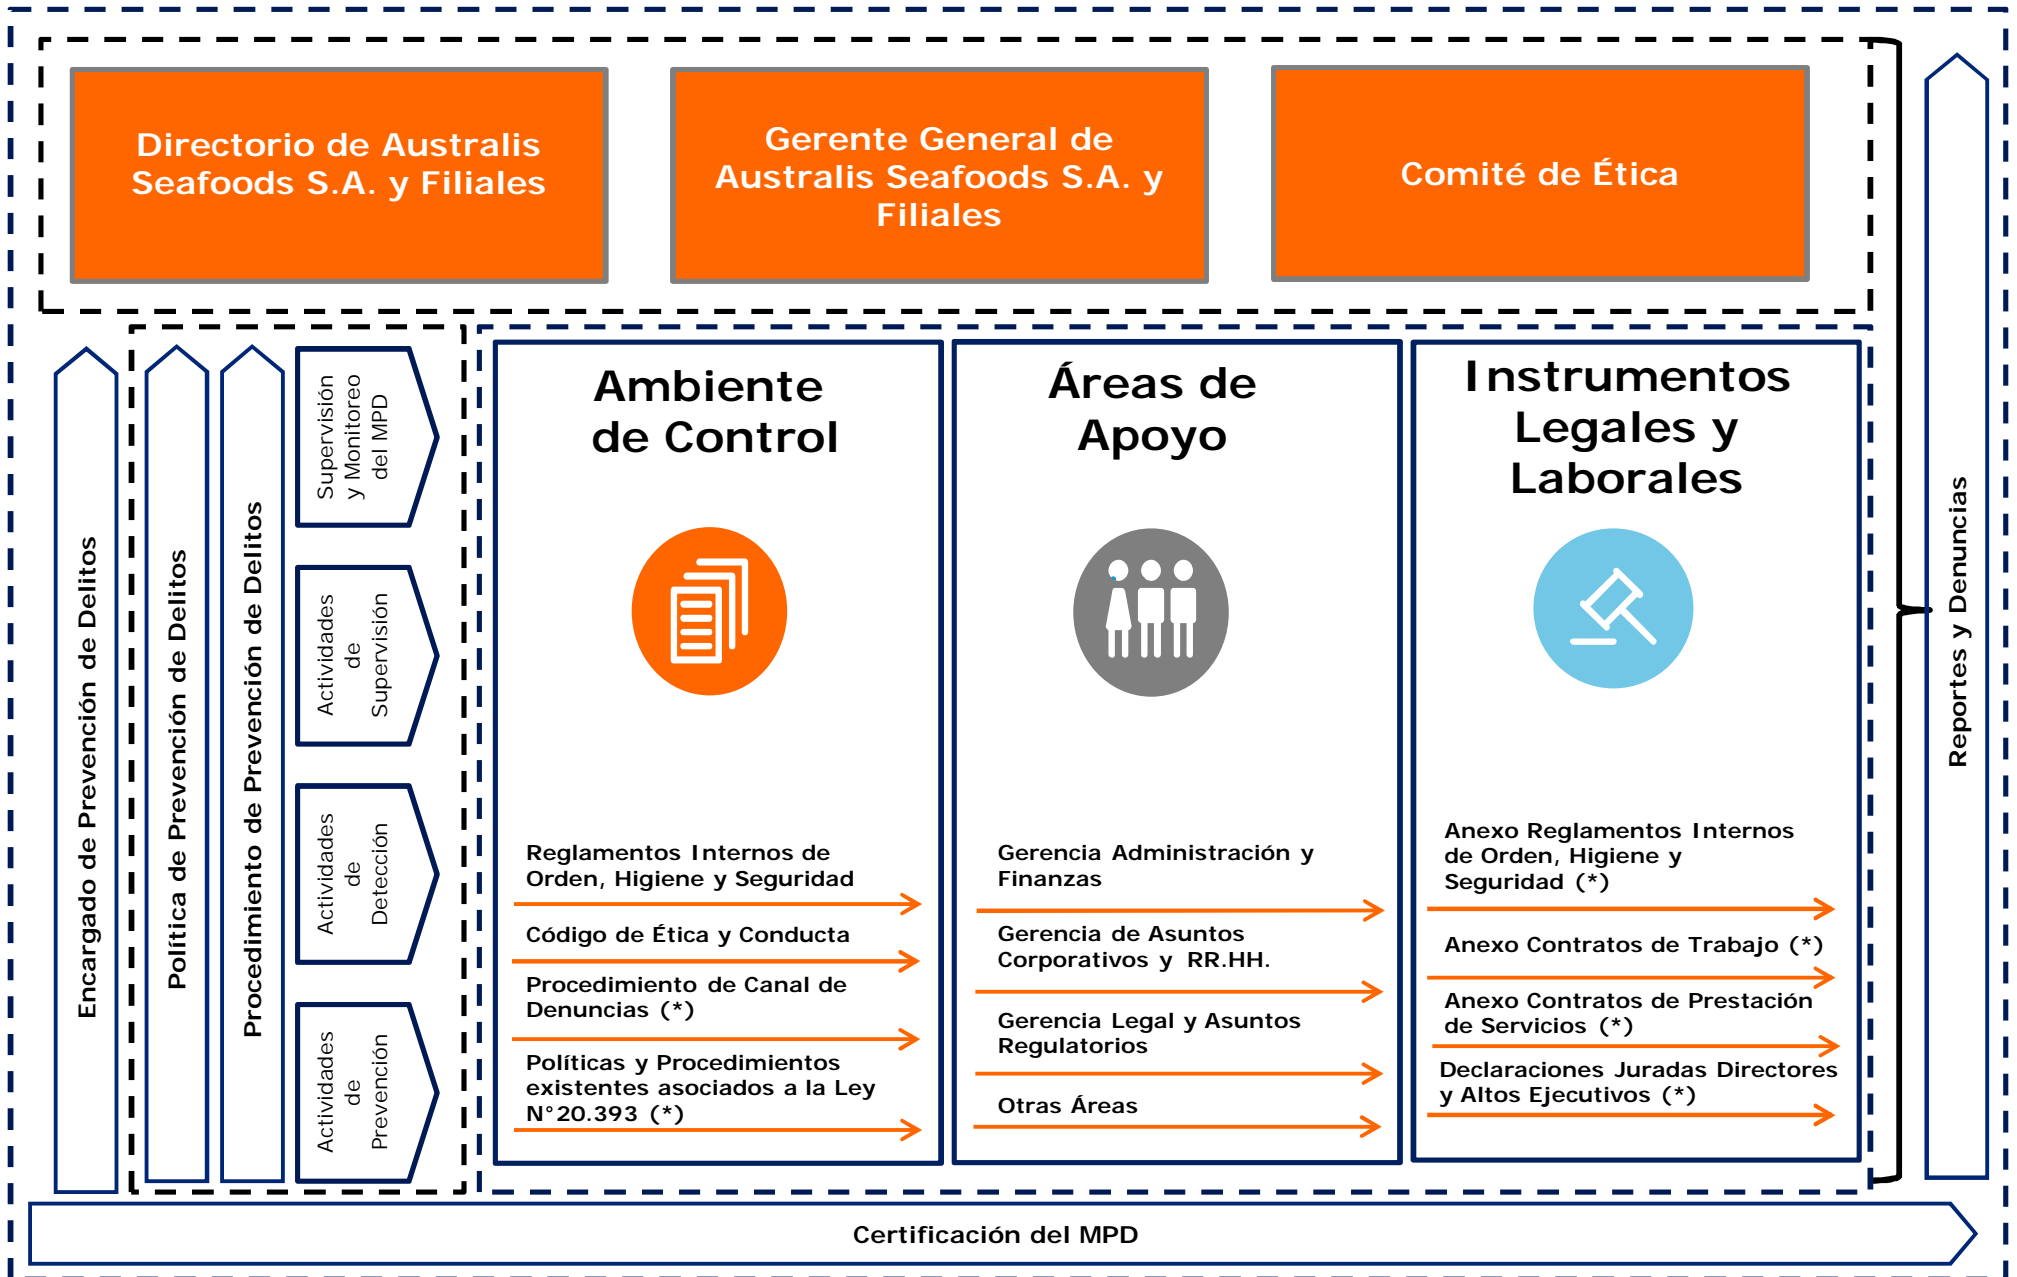 Directorio de Australis
Seafoods S.A. y Filiales
Gerente General de
Australis Seafoods S.A. y
Filiales
Comité de Ética
Encargado de Prevención de Delitos
Política de Prevención de Delitos
Procedimiento de Prevención de Delitos
Supervisión
y Monitoreo
del MPD
Actividades
de
Supervisión
Actividades
de
Detección
Actividades
de
Prevención
Ambiente
de Control
Reglamentos Internos de
Orden, Higiene y Seguridad
Código de Ética y Conducta
Procedimiento de Canal de
Denuncias (*)
Políticas y Procedimientos
existentes asociados a la Ley
N°20.393 (*)
Áreas de
Apoyo
Gerencia Administración y
Finanzas
Gerencia de Asuntos
Corporativos y RR.HH.
Gerencia Legal y Asuntos
Regulatorios
Otras Áreas
Instrumentos
Legales y
Laborales
Anexo Reglamentos Internos
de Orden, Higiene y
Seguridad (*)
Anexo Contratos de Trabajo (*)
Anexo Contratos de Prestación
de Servicios (*)
Declaraciones Juradas Directores
y Altos Ejecutivos (*)
Reportes y Denuncias
Certificación del MPD